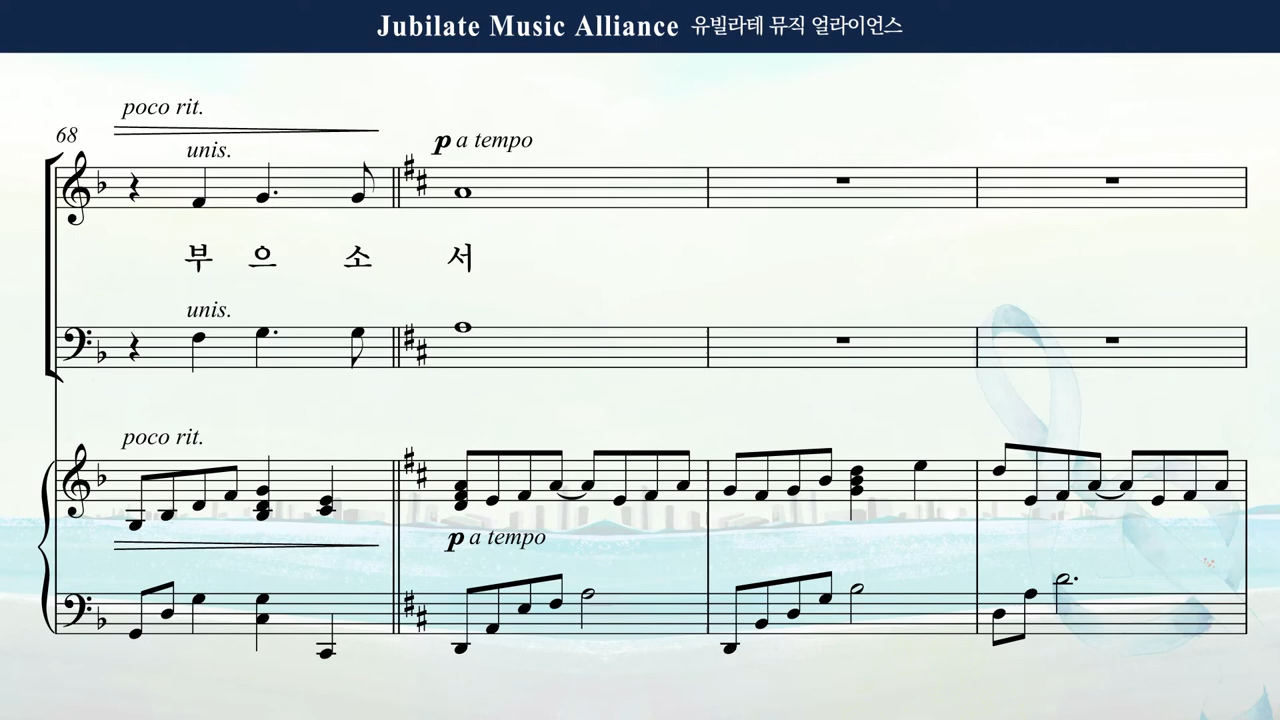 Jubilate Music Alliance 유빌라테 뮤직 얼라이언스
poco rit.
68
unis.
p a tempo
부 으 소 서
unis.
poco rit.
p a tempo